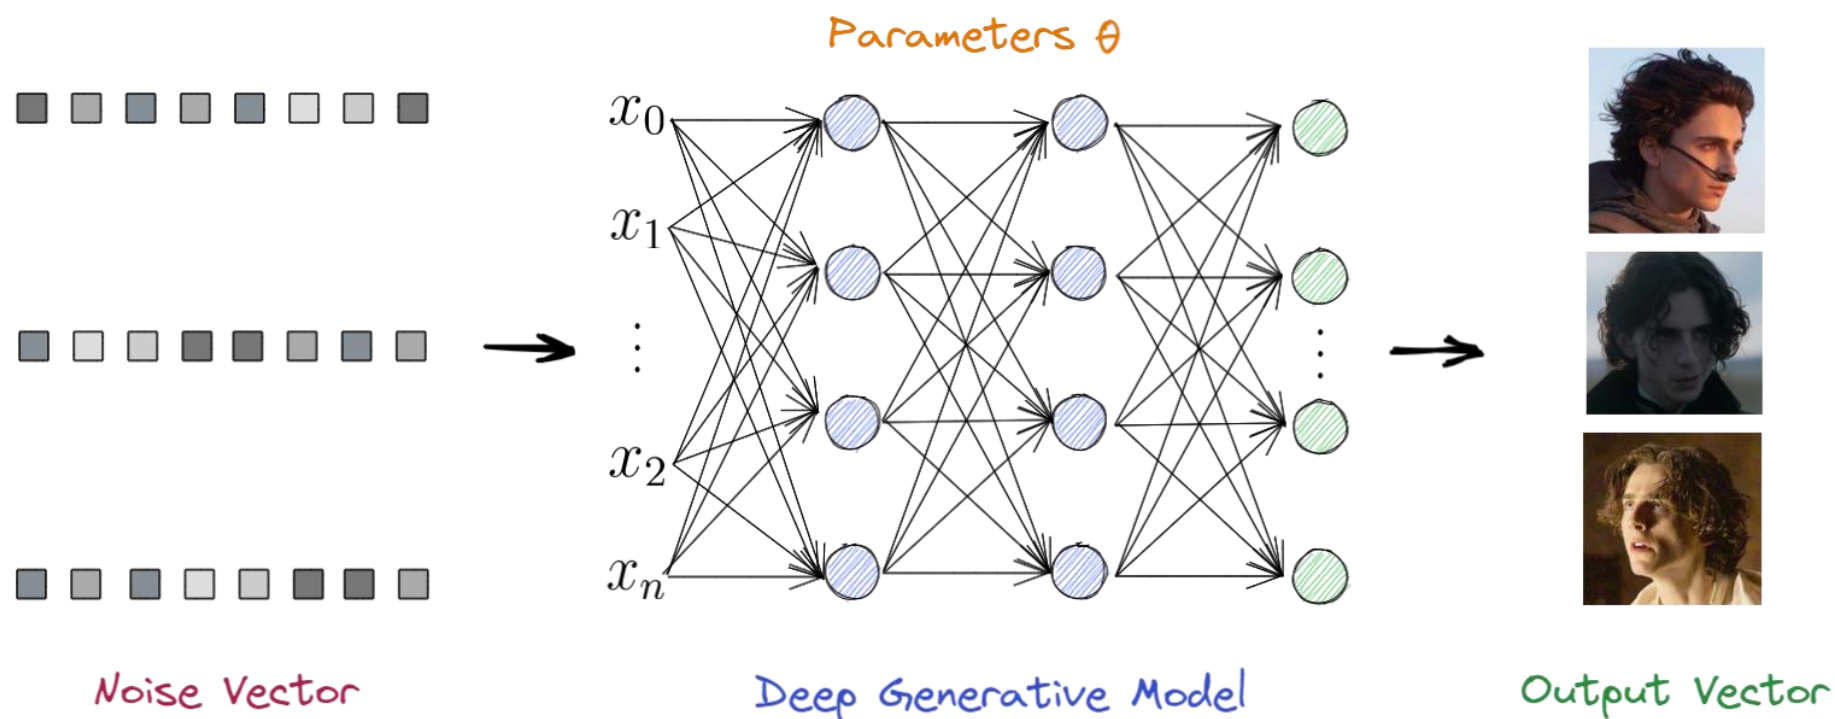 Parameters θ
x₀
x₁
⋮
⋮
x₂
xₙ
Noise Vector
Deep Generative Model
Output Vector